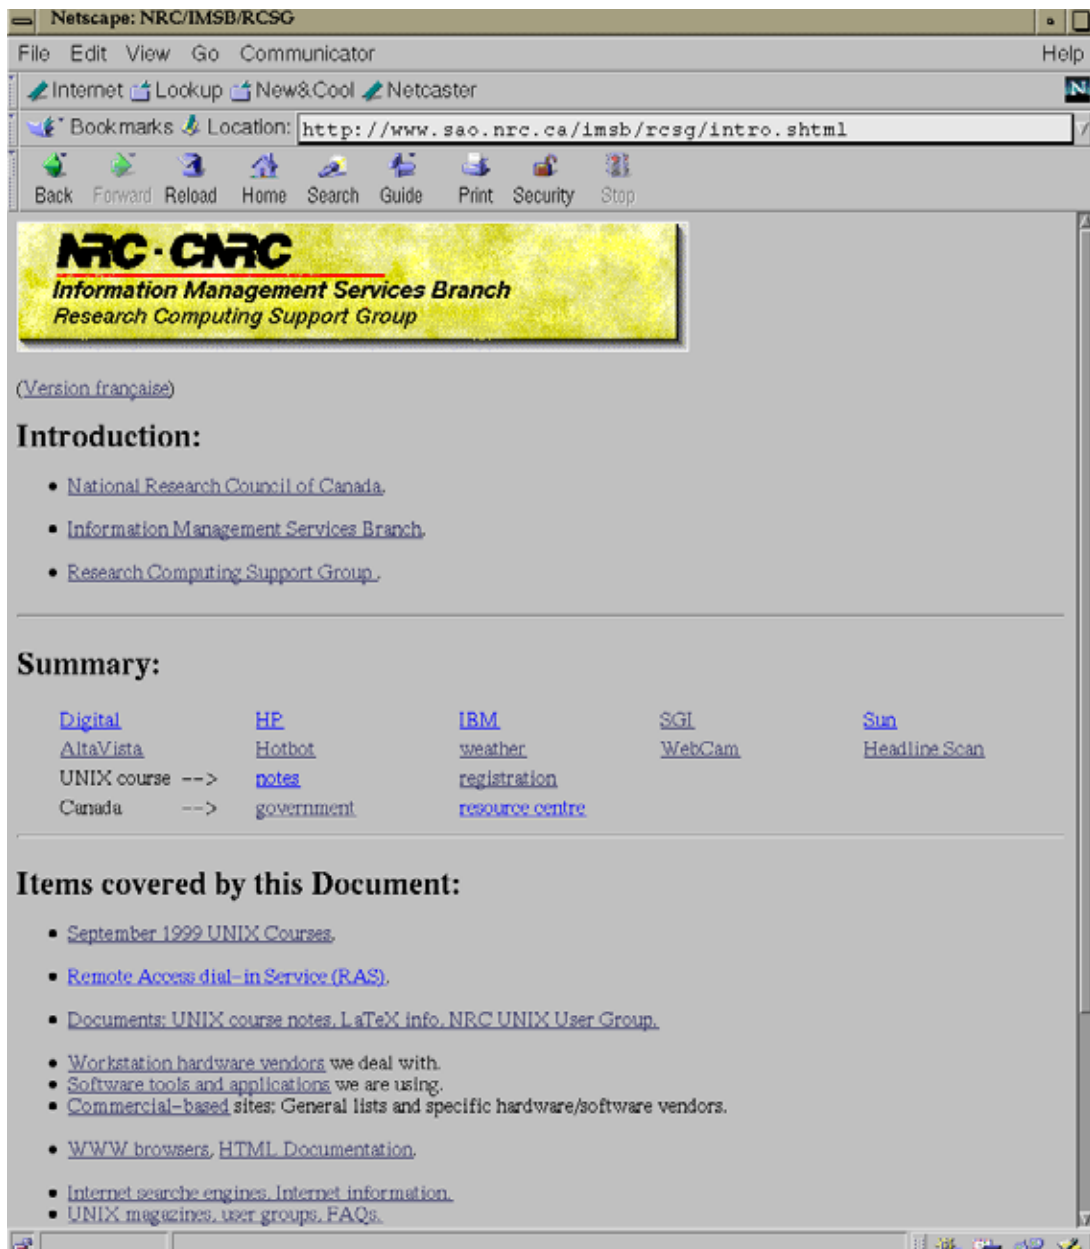 Netscape: NRC/IMSB/RCSG
File Edit View Go Communicator Help
Internet Lookup New&Cool Netcaster
N
Bookmarks Location: http://www.sao.nrc.ca/imsb/rcsg/intro.shtml
Back Forward Reload Home Search Guide Print Security Stop
NRC · CNRC
Information Management Services Branch
Research Computing Support Group
(Version française)
Introduction:
• National Research Council of Canada.
• Information Management Services Branch.
• Research Computing Support Group .
Summary:
Digital HP IBM SGI Sun
AltaVista Hotbot weather WebCam Headline Scan
UNIX course --> notes registration
Canada --> government resource centre
Items covered by this Document:
• September 1999 UNIX Courses.
• Remote Access dial-in Service (RAS).
• Documents: UNIX course notes, LaTeX info, NRC UNIX User Group.
• Workstation hardware vendors we deal with.
• Software tools and applications we are using.
• Commercial-based sites; General lists and specific hardware/software vendors.
• WWW browsers, HTML Documentation.
• Internet searche engines, Internet information.
• UNIX magazines, user groups, FAQs.